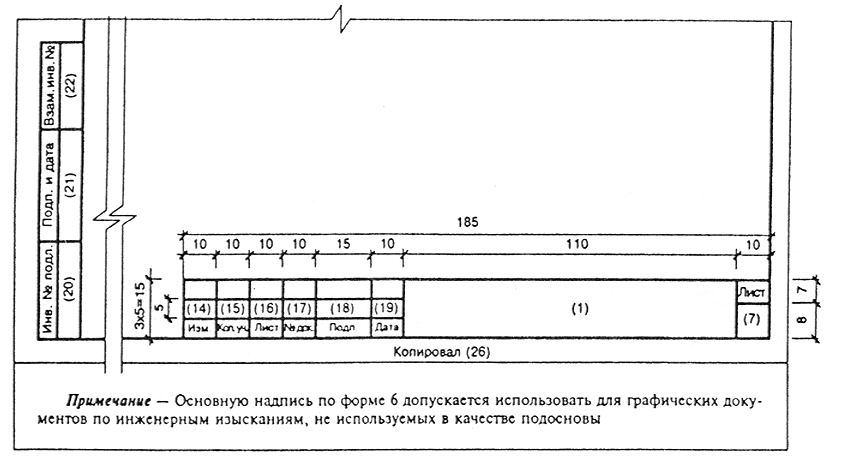 Взам. инв. №
(22)
Подп. и дата
(21)
Инв. № подл.
(20)
185
10 10 10 10 15 10 110 10
3x5=15
5
Лист
7
(14) (15) (16) (17) (18) (19) (1) (7)
8
Изм Кол. уч. Лист № док. Подп Дата
Копировал (26)
Примечание — Основную надпись по форме 6 допускается использовать для графических доку-
ментов по инженерным изысканиям, не используемых в качестве подосновы